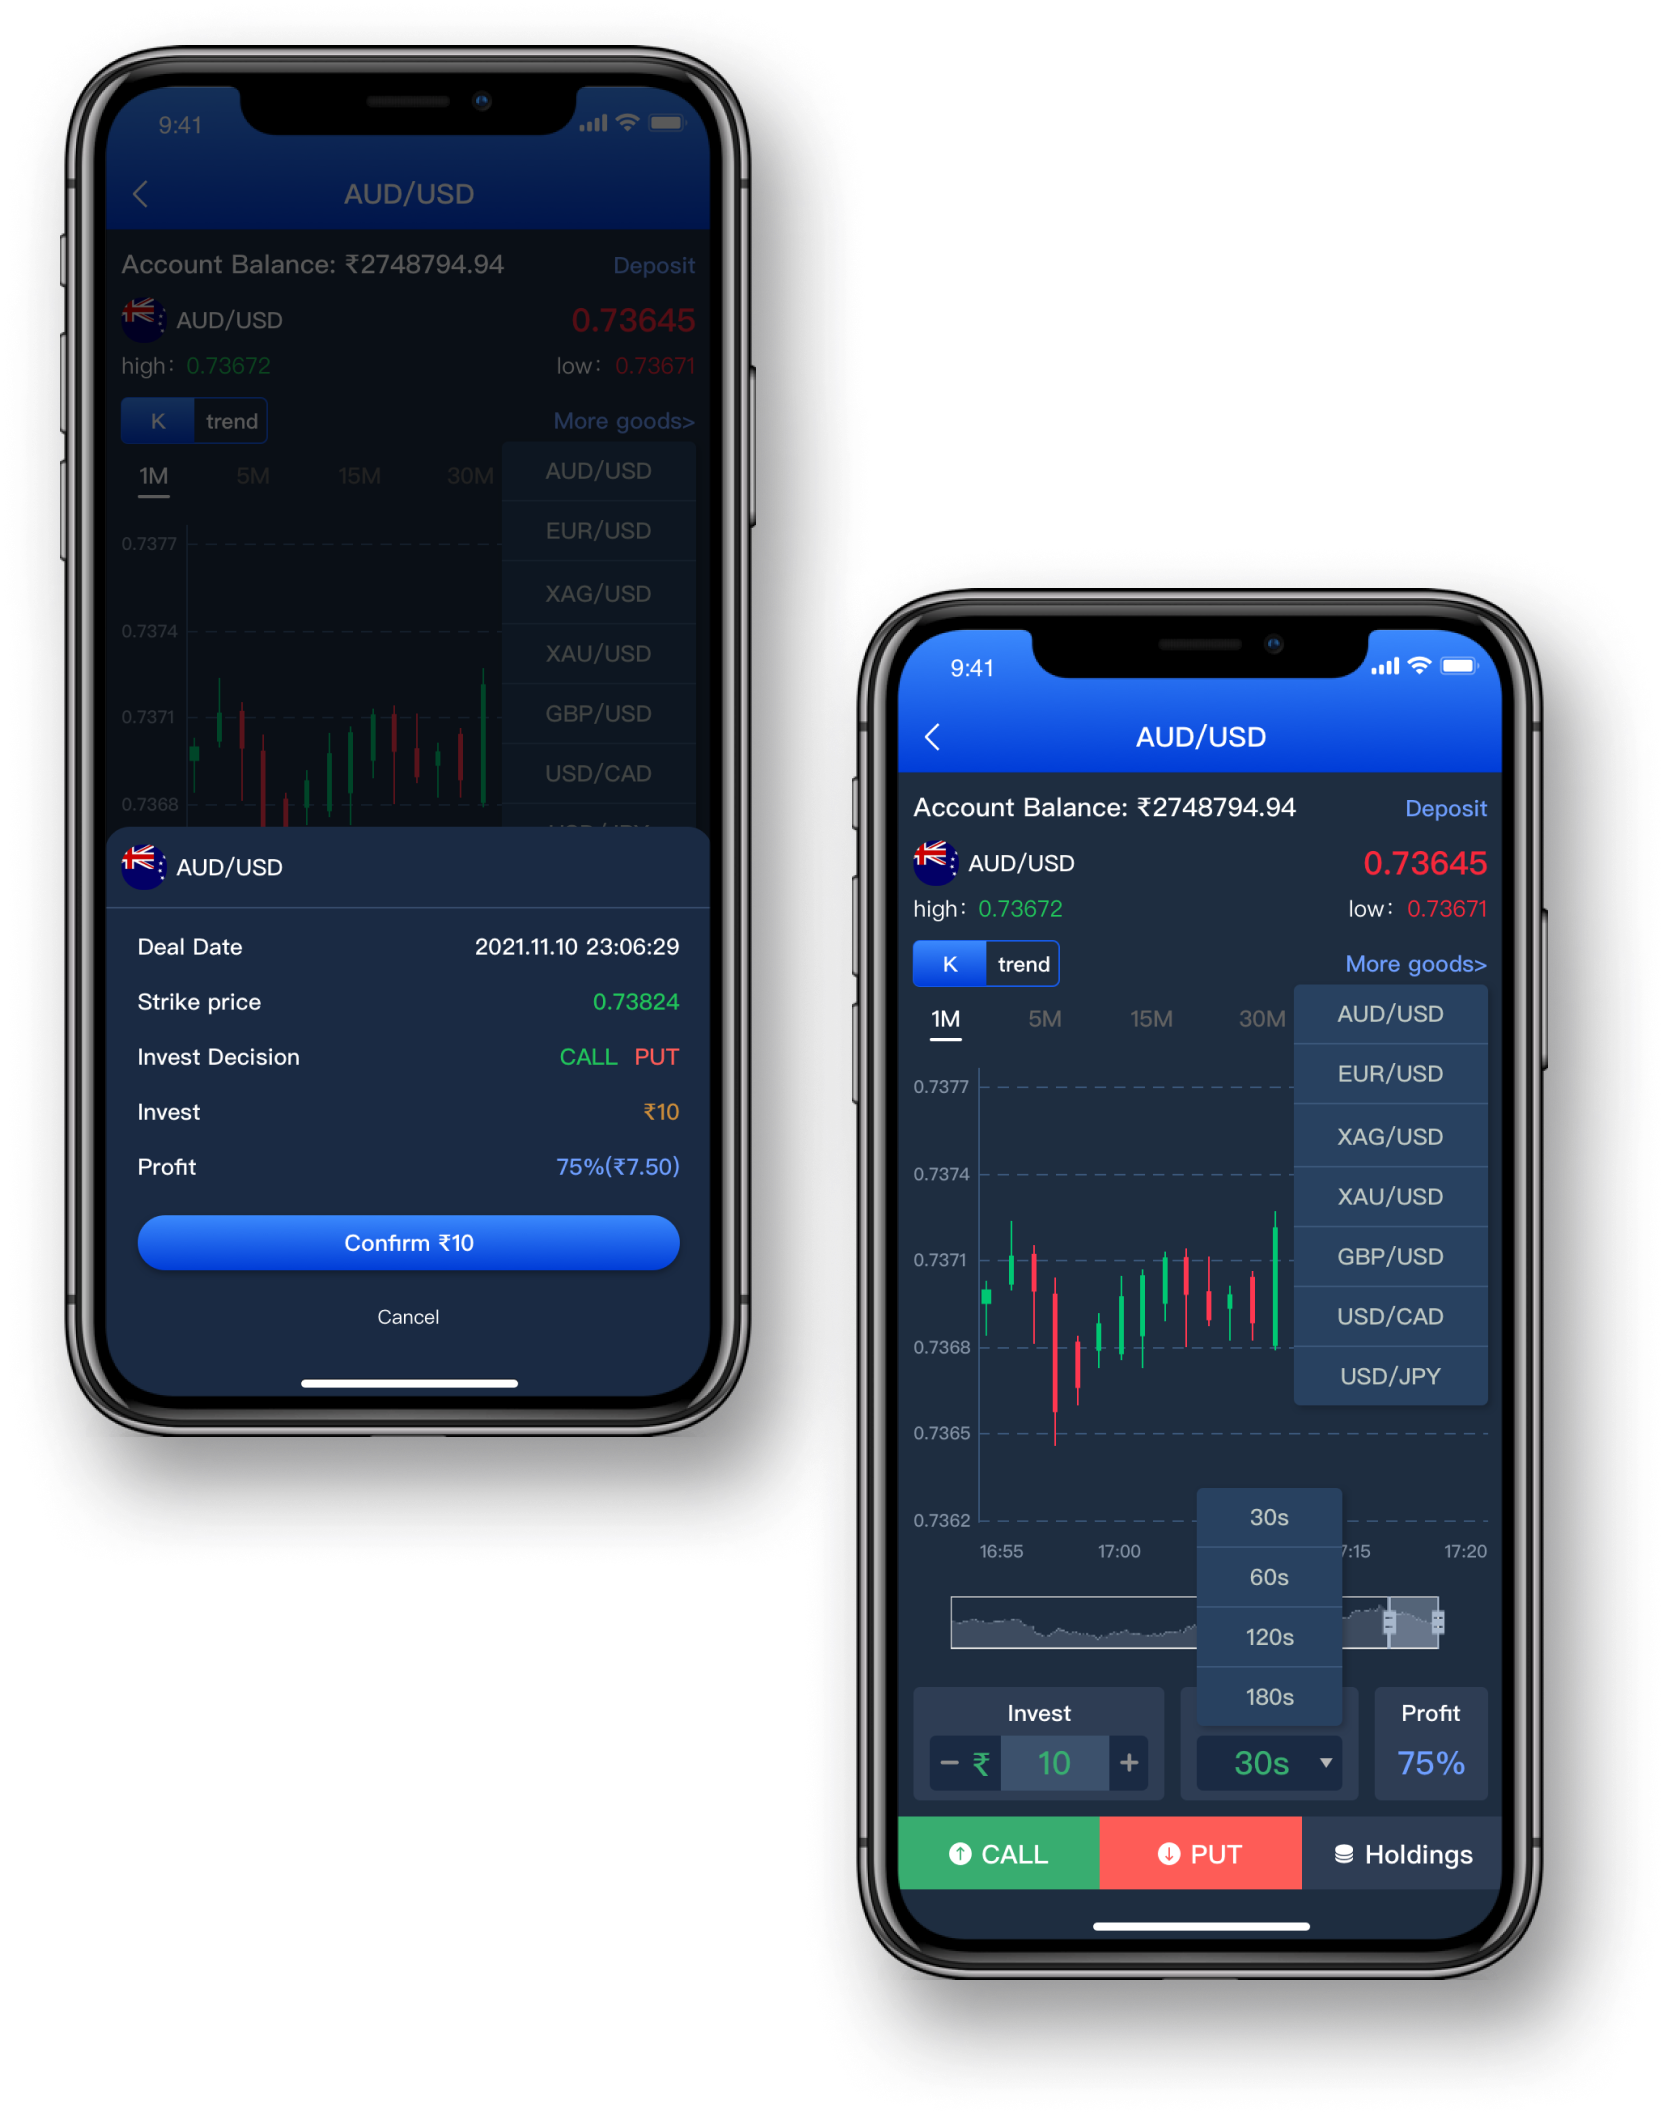 9:41
AUD/USD
Account Balance: ₹2748794.94 Deposit
AUD/USD 0.73645
high: 0.73672 low: 0.73671
K trend More goods>
1M 5M 15M 30M
AUD/USD
EUR/USD
XAG/USD
XAU/USD
GBP/USD
USD/CAD
0.7377
0.7374
0.7371
0.7368
AUD/USD
Deal Date 2021.11.10 23:06:29
Strike price 0.73824
Invest Decision CALL PUT
Invest ₹10
Profit 75%(₹7.50)
Confirm ₹10
Cancel
9:41
AUD/USD
Account Balance: ₹2748794.94 Deposit
AUD/USD 0.73645
high: 0.73672 low: 0.73671
K trend More goods>
1M 5M 15M 30M
AUD/USD
EUR/USD
XAG/USD
XAU/USD
GBP/USD
USD/CAD
USD/JPY
0.7377
0.7374
0.7371
0.7368
0.7365
0.7362
16:55 17:00 7:15 17:20
30s
60s
120s
180s
Invest Profit
− ₹ 10 + 30s 75%
CALL PUT Holdings